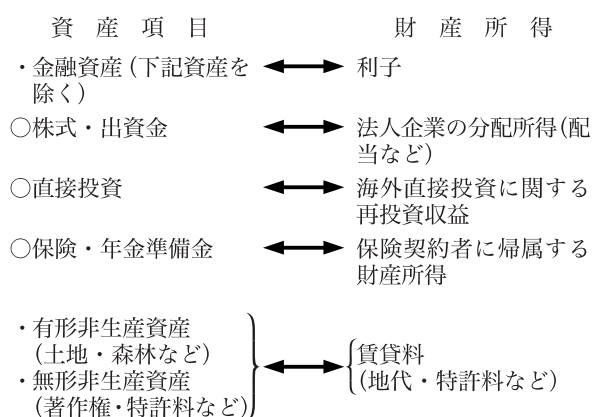 資産項目 財産所得
・金融資産(下記資産を 利子
除く)
○株式・出資金 法人企業の分配所得(配
当など)
○直接投資 海外直接投資に関する
再投資収益
○保険・年金準備金 保険契約者に帰属する
財産所得
・有形非生産資産
(土地・森林など) 賃貸料
・無形非生産資産 (地代・特許料など)
(著作権・特許料など)